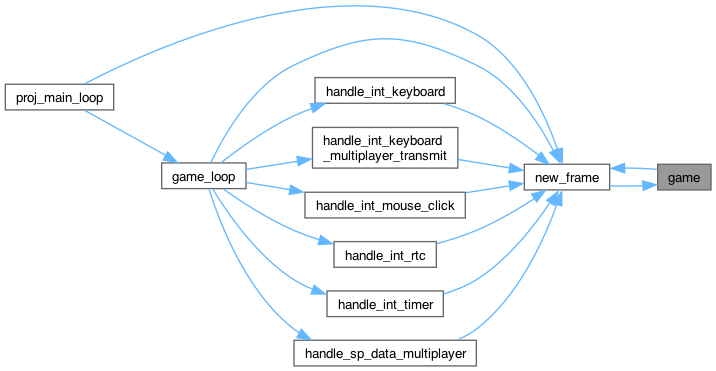 proj_main_loop
game_loop
handle_int_keyboard
handle_int_keyboard
_multiplayer_transmit
handle_int_mouse_click
handle_int_rtc
handle_int_timer
handle_sp_data_multiplayer
new_frame
game